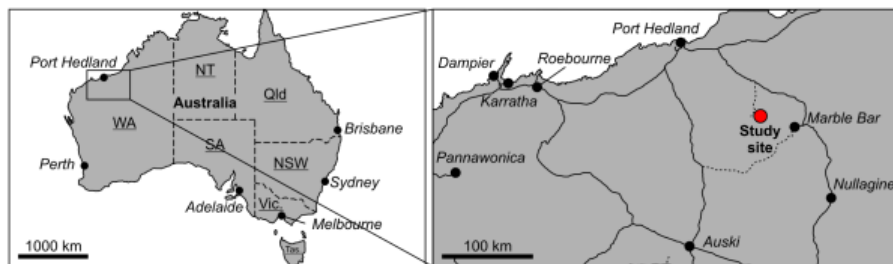 Port Hedland
NT
Australia
Qld
WA
SA
Brisbane
NSW
Perth
Sydney
Adelaide
Vic.
Melbourne
1000 km
Tas
Port Hedland
Dampier
Roebourne
Karratha
Marble Bar
Study
site
Pannawonica
Nullagine
Auski
100 km